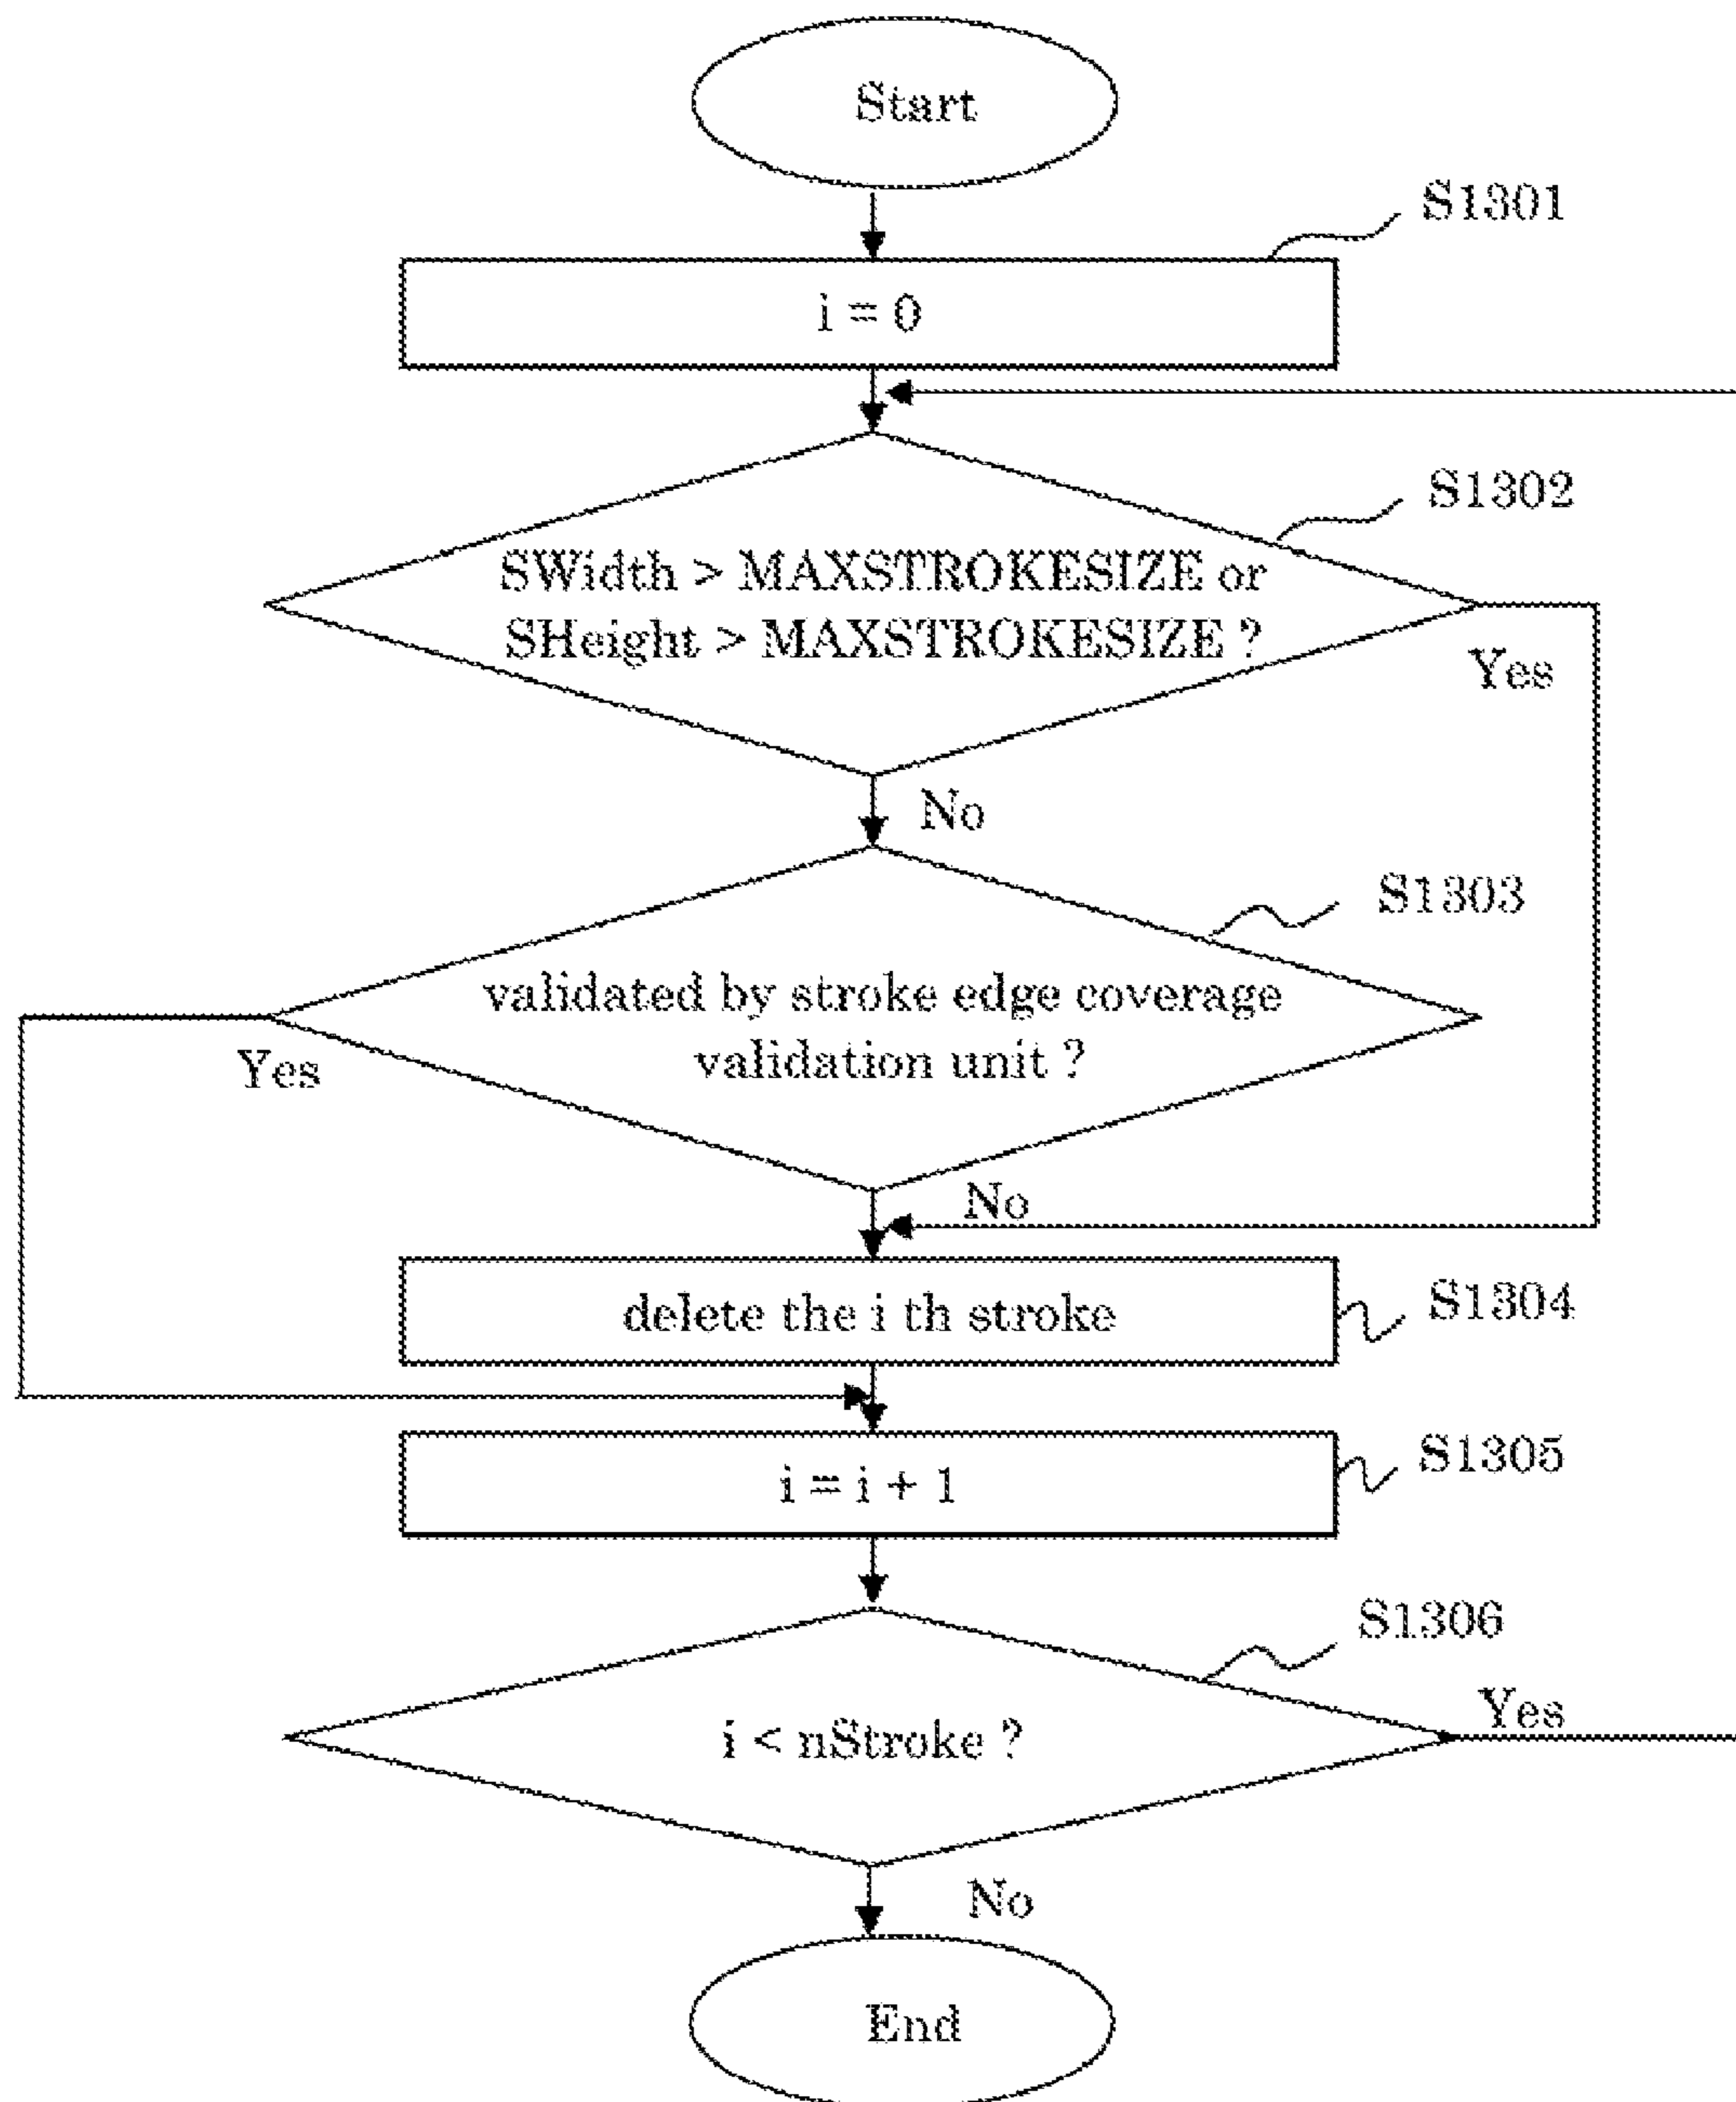 Start
S1301
i = 0
S1302
SWidth > MAXSTROKESIZE or
SHeight > MAXSTROKESIZE ?
Yes
No
S1303
validated by stroke edge coverage
validation unit ?
Yes
No
delete the i th stroke
S1304
i = i + 1
S1305
S1306
i < nStroke ?
Yes
No
End